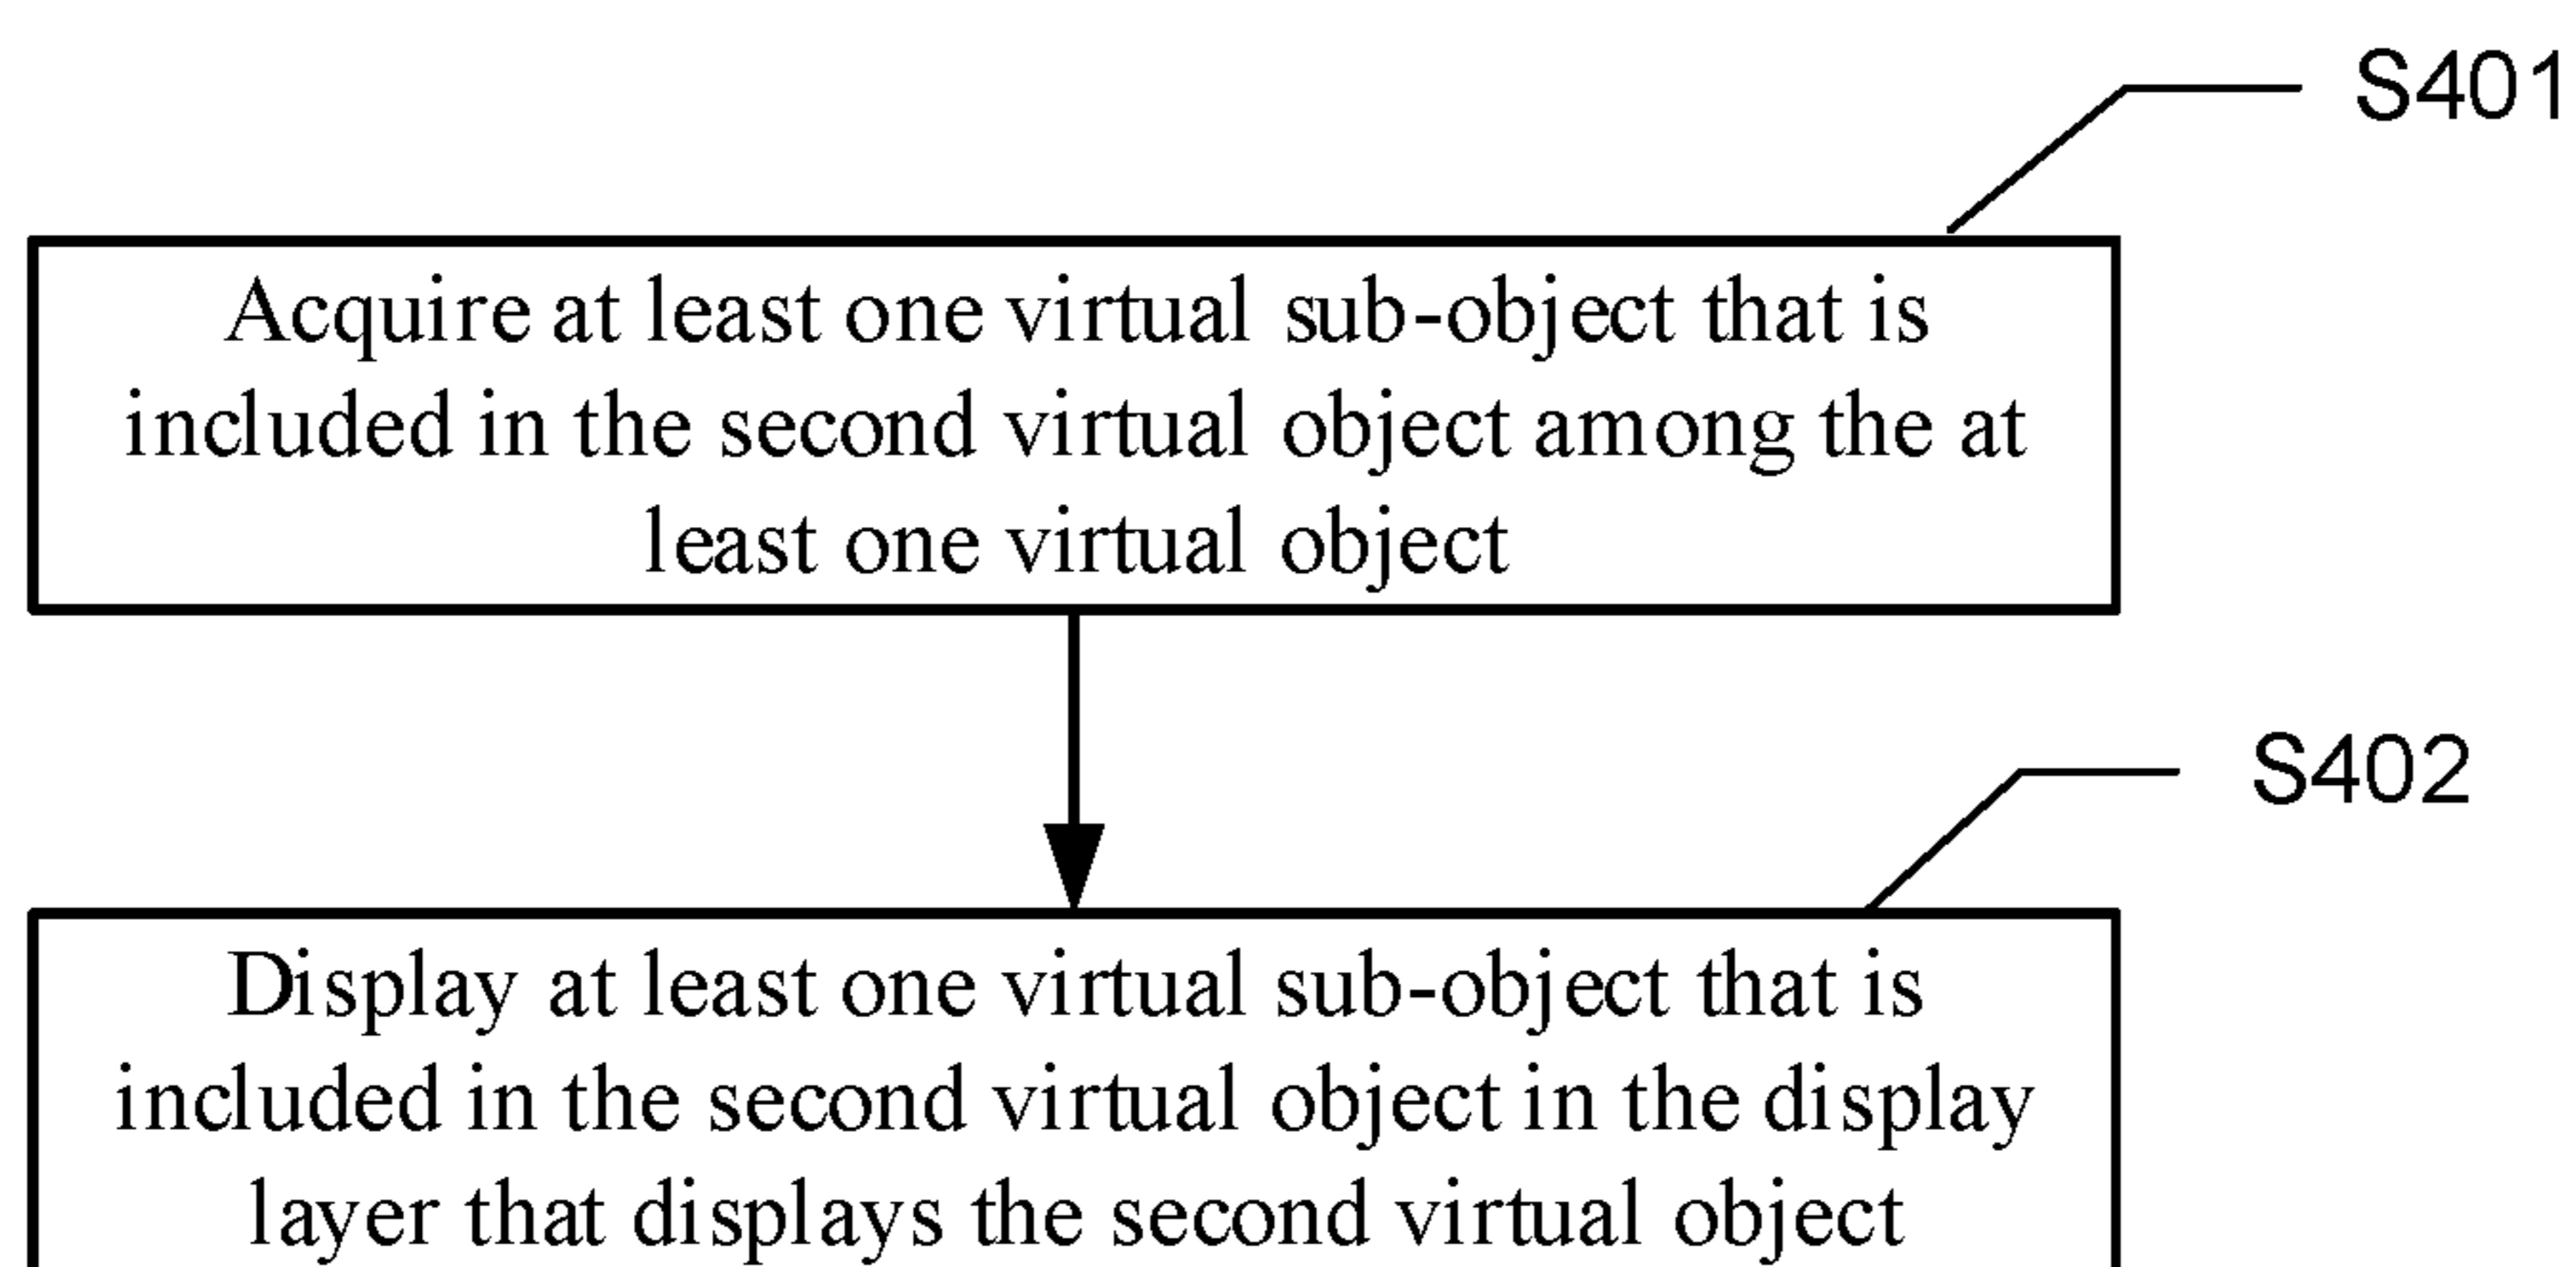 S401
Acquire at least one virtual sub-object that is
included in the second virtual object among the at
least one virtual object
S402
Display at least one virtual sub-object that is
included in the second virtual object in the display
layer that displays the second virtual object